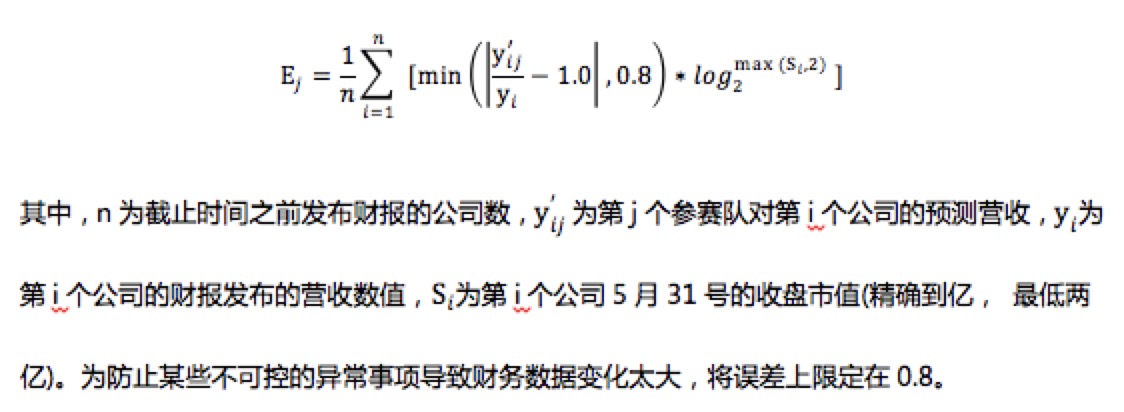 E_j = \frac{1}{n} \sum_{i=1}^{n} [min ( | \frac{y'_{ij}}{y_i} − 1.0 | , 0.8 ) * log_2^{max (S_i,2)} ]
其中，n 为截止时间之前发布财报的公司数，y'_{ij} 为第 j 个参赛队对第 i 个公司的预测营收，y_i为
第 i 个公司的财报发布的营收数值，S_i为第 i 个公司 5 月 31 号的收盘市值(精确到亿， 最低两
亿)。为防止某些不可控的异常事项导致财务数据变化太大，将误差上限定在 0.8。